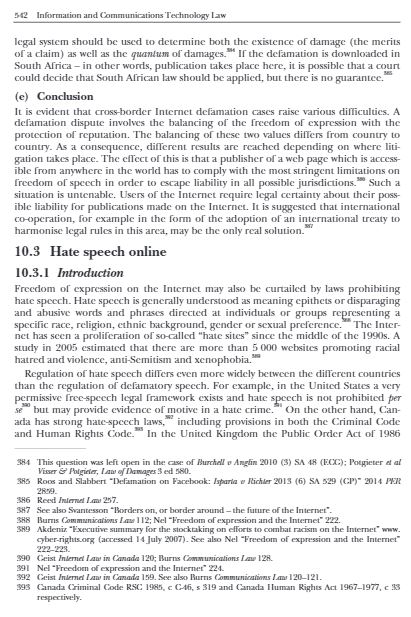 542 Information and Communications Technology Law
legal system should be used to determine both the existence of damage (the merits
of a claim) as well as the quantum of damages.384 If the defamation is downloaded in
South Africa – in other words, publication takes place here, it is possible that a court
could decide that South African law should be applied, but there is no guarantee.385
(e) Conclusion
It is evident that cross-border Internet defamation cases raise various difficulties. A
defamation dispute involves the balancing of the freedom of expression with the
protection of reputation. The balancing of these two values differs from country to
country. As a consequence, different results are reached depending on where liti-
gation takes place. The effect of this is that a publisher of a web page which is access-
ible from anywhere in the world has to comply with the most stringent limitations on
freedom of speech in order to escape liability in all possible jurisdictions.386 Such a
situation is untenable. Users of the Internet require legal certainty about their poss-
ible liability for publications made on the Internet. It is suggested that international
co-operation, for example in the form of the adoption of an international treaty to
harmonise legal rules in this area, may be the only real solution.387
10.3 Hate speech online
10.3.1 Introduction
Freedom of expression on the Internet may also be curtailed by laws prohibiting
hate speech. Hate speech is generally understood as meaning epithets or disparaging
and abusive words and phrases directed at individuals or groups representing a
specific race, religion, ethnic background, gender or sexual preference.388 The Inter-
net has seen a proliferation of so-called “hate sites” since the middle of the 1990s. A
study in 2005 estimated that there are more than 5 000 websites promoting racial
hatred and violence, anti-Semitism and xenophobia.389
Regulation of hate speech differs even more widely between the different countries
than the regulation of defamatory speech. For example, in the United States a very
permissive free-speech legal framework exists and hate speech is not prohibited per
se390 but may provide evidence of motive in a hate crime.391 On the other hand, Can-
ada has strong hate-speech laws,392 including provisions in both the Criminal Code
and Human Rights Code.393 In the United Kingdom the Public Order Act of 1986
384 This question was left open in the case of Burchell v Anglin 2010 (3) SA 48 (ECG); Potgieter et al
Visser & Potgieter, Law of Damages 3 ed 580.
385 Roos and Slabbert “Defamation on Facebook: Isparta v Richter 2013 (6) SA 529 (GP)” 2014 PER
2859.
386 Reed Internet Law 257.
387 See also Svantesson “Borders on, or border around – the future of the Internet”.
388 Burns Communications Law 112; Nel “Freedom of expression and the Internet” 222.
389 Akdeniz “Executive summary for the stocktaking on efforts to combat racism on the Internet” www.
cyber-rights.org (accessed 14 July 2007). See also Nel “Freedom of expression and the Internet”
222–223.
390 Geist Internet Law in Canada 120; Burns Communications Law 128.
391 Nel “Freedom of expression and the Internet” 224.
392 Geist Internet Law in Canada 159. See also Burns Communications Law 120–121.
393 Canada Criminal Code RSC 1985, c C-46, s 319 and Canada Human Rights Act 1967–1977, c 33
respectively.